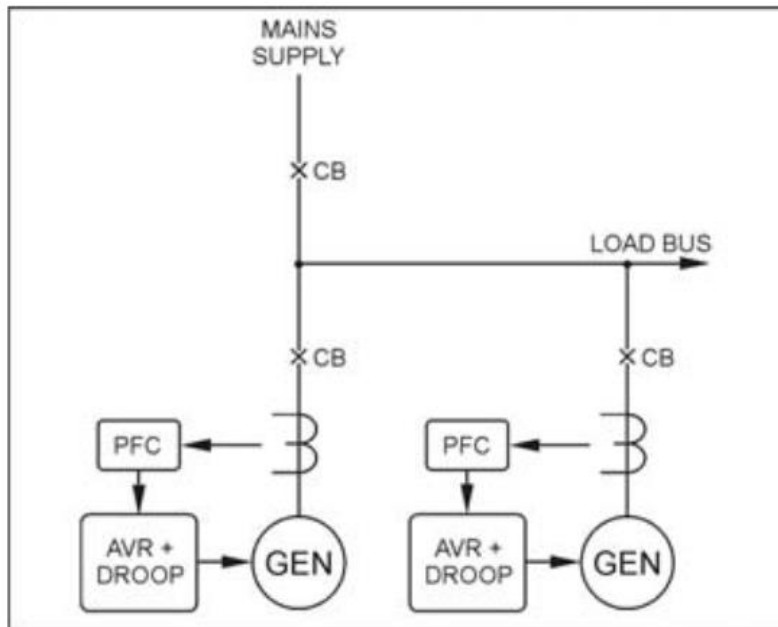 MAINS
SUPPLY
CB
LOAD BUS
CB
CB
PFC
PFC
AVR +
DROOP
GEN
AVR +
DROOP
GEN